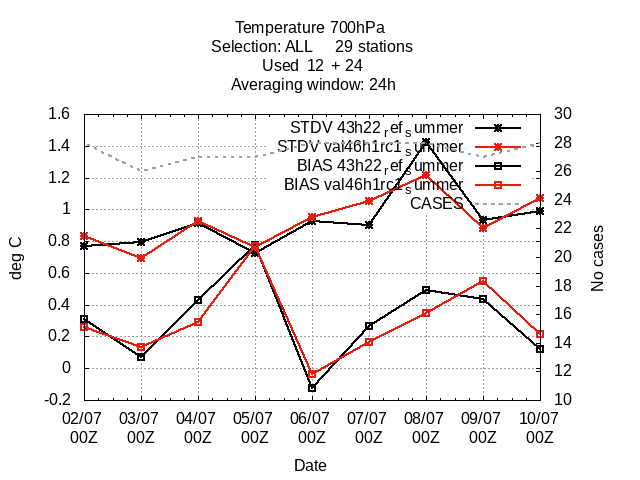 Temperature 700hPa
Selection: ALL 29 stations
Used 12 + 24
Averaging window: 24h
STDV 43h22ref_summer
STDV val46h1rc1_summer
BIAS 43h22ref_summer
BIAS val46h1rc1_summer
CASES
1.6
1.4
1.2
1
0.8
0.6
0.4
0.2
0
-0.2
deg C
30
28
26
24
22
20
18
16
14
12
10
No cases
02/07 03/07 04/07 05/07 06/07 07/07 08/07 09/07 10/07
00Z 00Z 00Z 00Z 00Z 00Z 00Z 00Z 00Z
Date